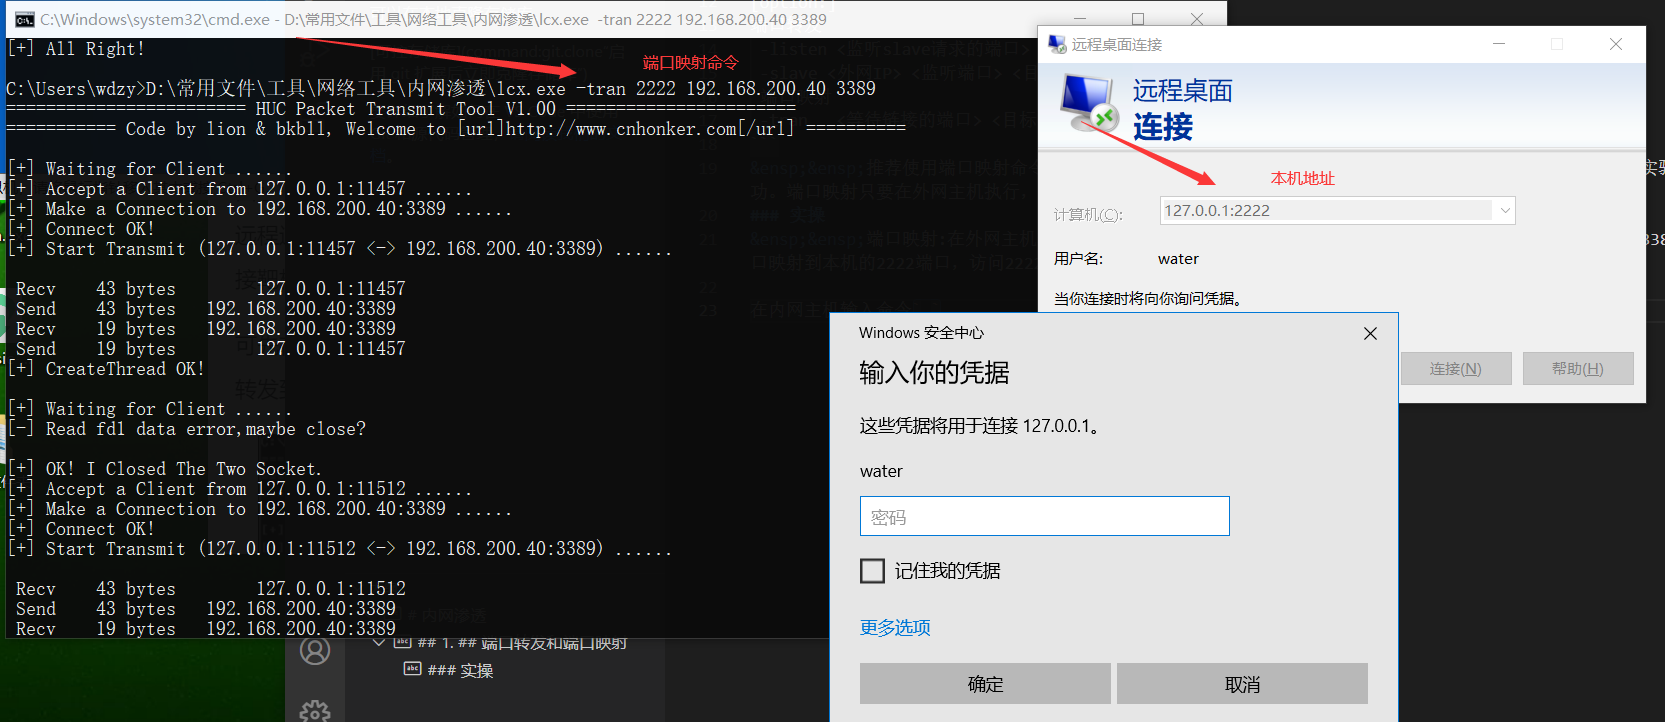 C:\Windows\system32\cmd.exe - D:\常用文件\工具\网络工具\内网渗透\lcx.exe -tran 2222 192.168.200.40 3389
[+] All Right!
端口映射命令
C:\Users\wdzy>D:\常用文件\工具\网络工具\内网渗透\lcx.exe -tran 2222 192.168.200.40 3389
======================== HUC Packet Transmit Tool V1.00 =======================
=========== Code by lion & bkbll, Welcome to [url]http://www.cnhonker.com[/url] ==========
[+] Waiting for Client ......
[+] Accept a Client from 127.0.0.1:11457 ......
[+] Make a Connection to 192.168.200.40:3389 ......
[+] Connect OK!
[+] Start Transmit (127.0.0.1:11457 <-> 192.168.200.40:3389) ......
Recv 43 bytes 127.0.0.1:11457
Send 43 bytes 192.168.200.40:3389
Recv 19 bytes 192.168.200.40:3389
Send 19 bytes 127.0.0.1:11457
[+] CreateThread OK!
[+] Waiting for Client ......
[-] Read fd1 data error,maybe close?
[+] OK! I Closed The Two Socket.
[+] Accept a Client from 127.0.0.1:11512 ......
[+] Make a Connection to 192.168.200.40:3389 ......
[+] Connect OK!
[+] Start Transmit (127.0.0.1:11512 <-> 192.168.200.40:3389) ......
Recv 43 bytes 127.0.0.1:11512
Send 43 bytes 192.168.200.40:3389
Recv 19 bytes 192.168.200.40:3389
## 1. ## 端口转发和端口映射
### 实操
远程桌面连接
远程桌面
连接
本机地址
计算机(C):
127.0.0.1:2222
用户名:
water
当你连接时将向你询问凭据。
连接(N)
帮助(H)
Windows 安全中心
输入你的凭据
这些凭据将用于连接 127.0.0.1。
water
密码
记住我的凭据
更多选项
确定
取消